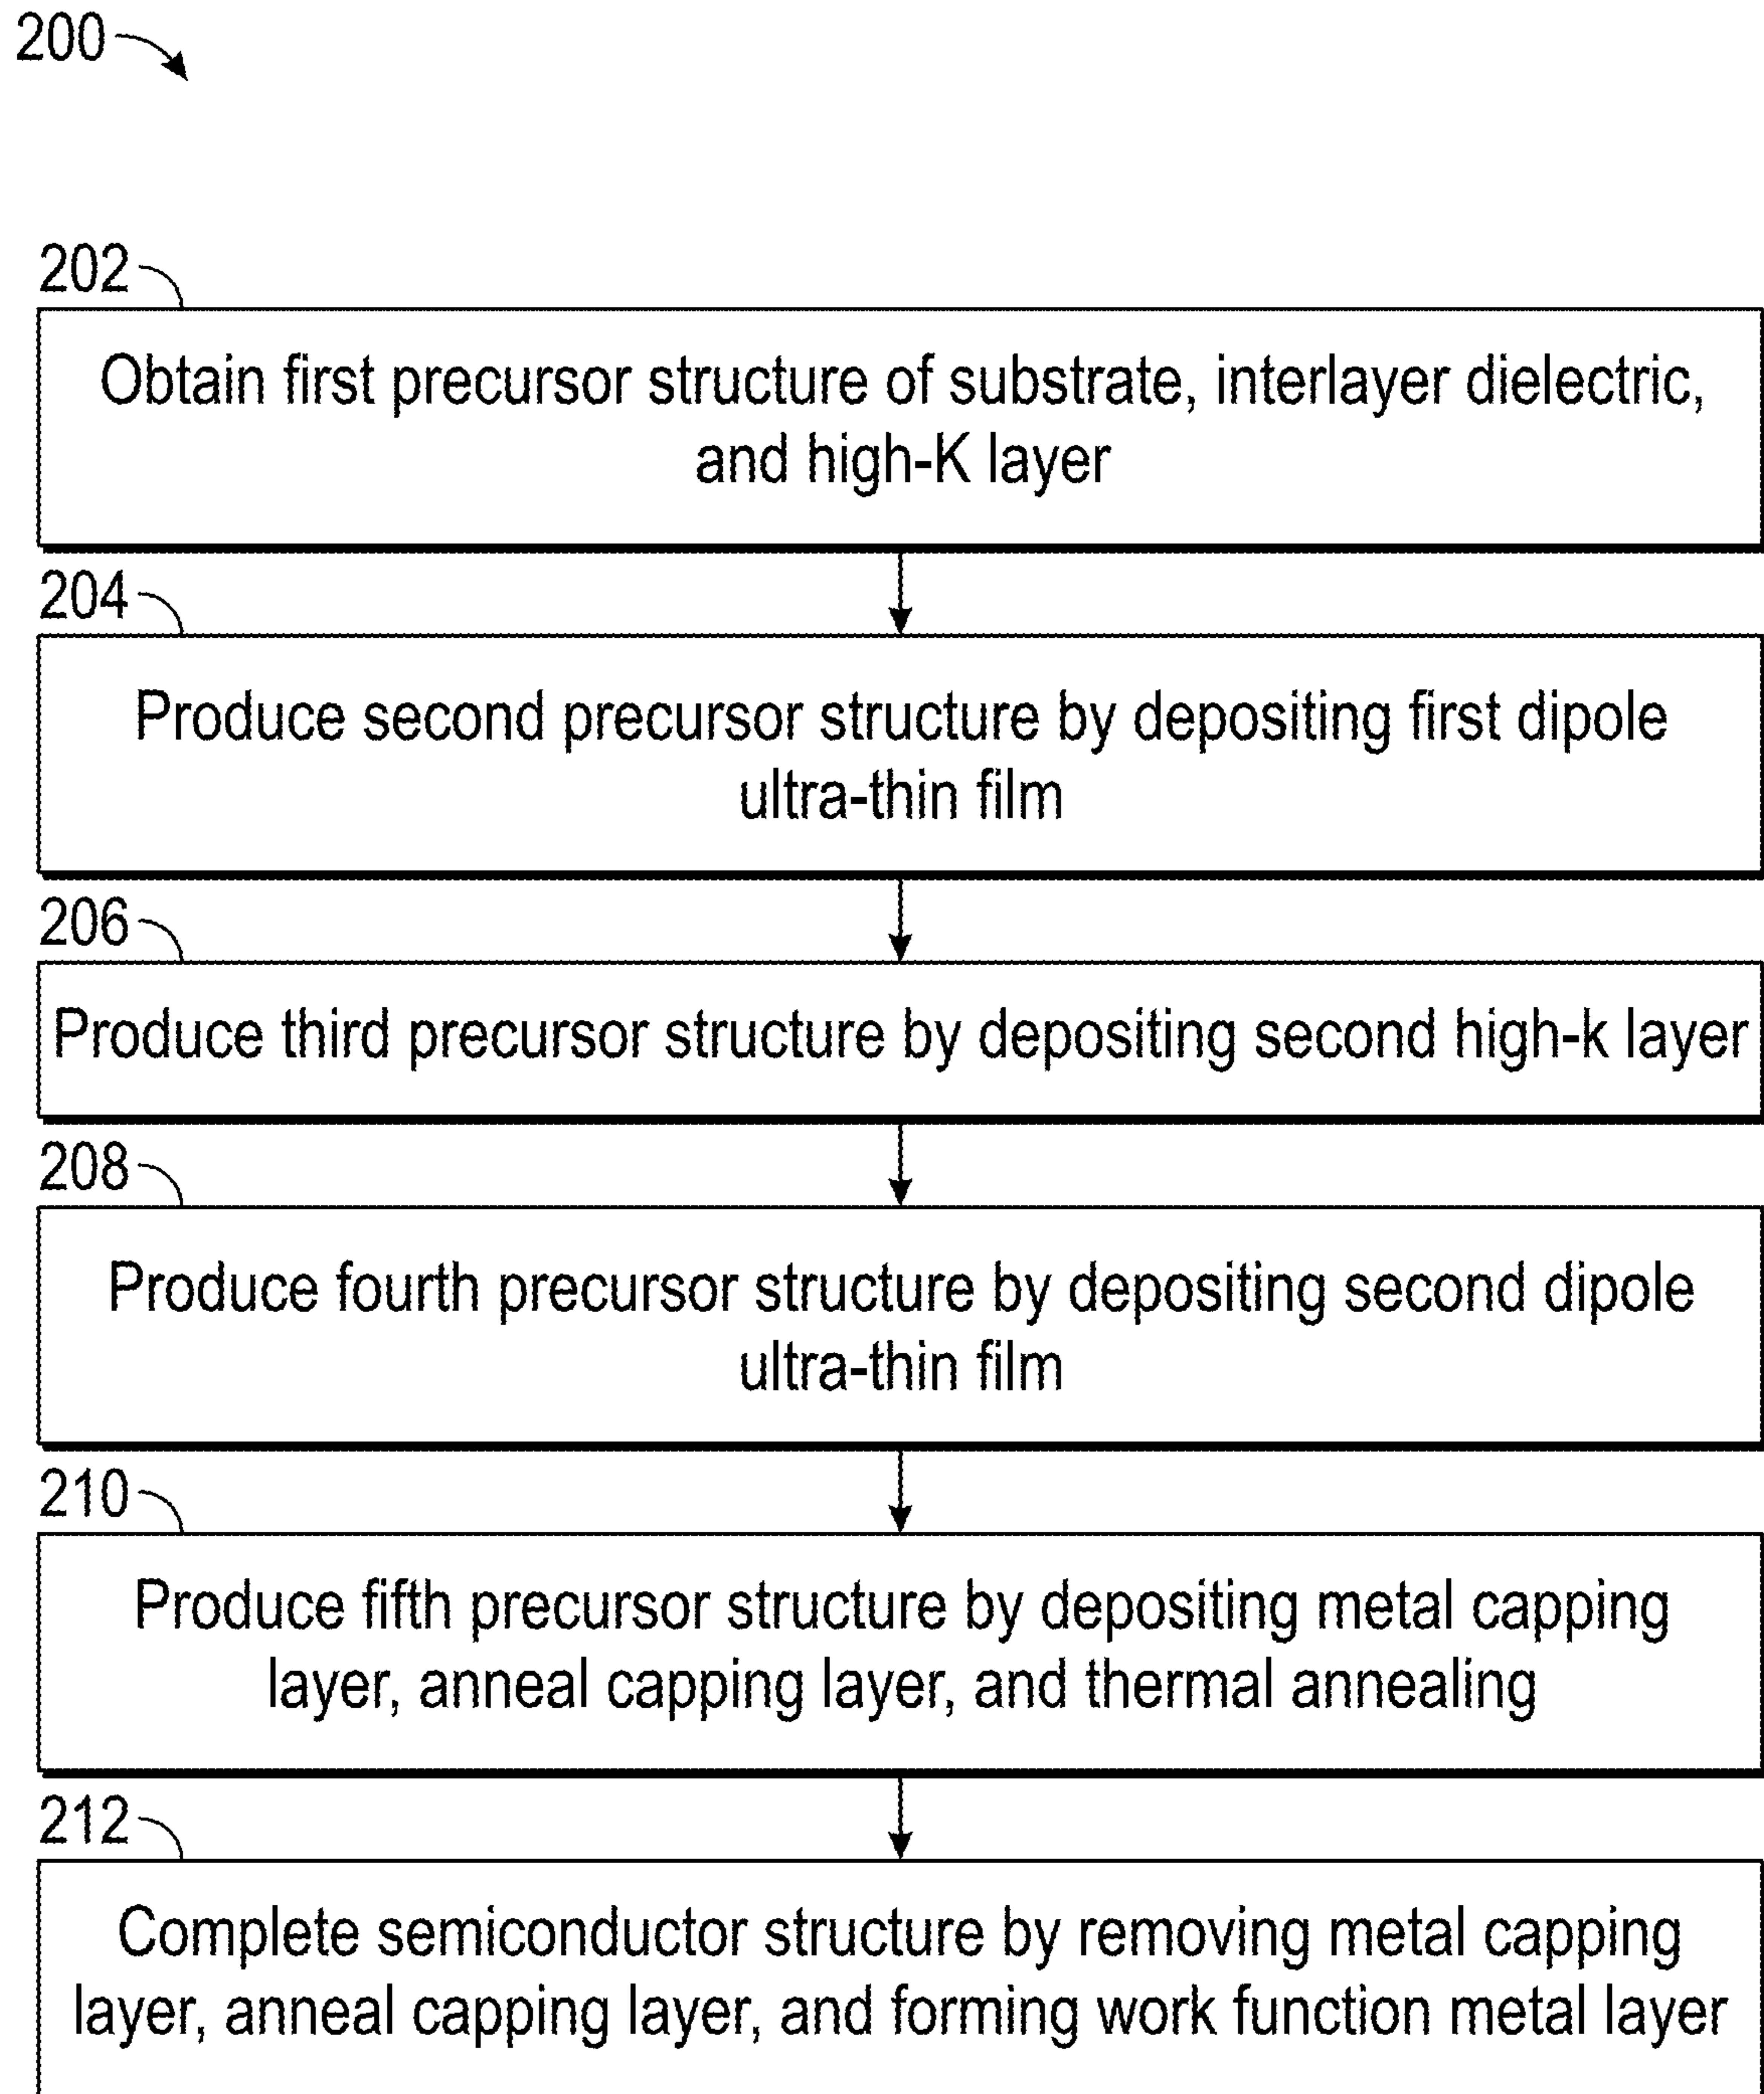 200
202
Obtain first precursor structure of substrate, interlayer dielectric,
and high-K layer
204
Produce second precursor structure by depositing first dipole
ultra-thin film
206
Produce third precursor structure by depositing second high-k layer
208
Produce fourth precursor structure by depositing second dipole
ultra-thin film
210
Produce fifth precursor structure by depositing metal capping
layer, anneal capping layer, and thermal annealing
212
Complete semiconductor structure by removing metal capping
layer, anneal capping layer, and forming work function metal layer